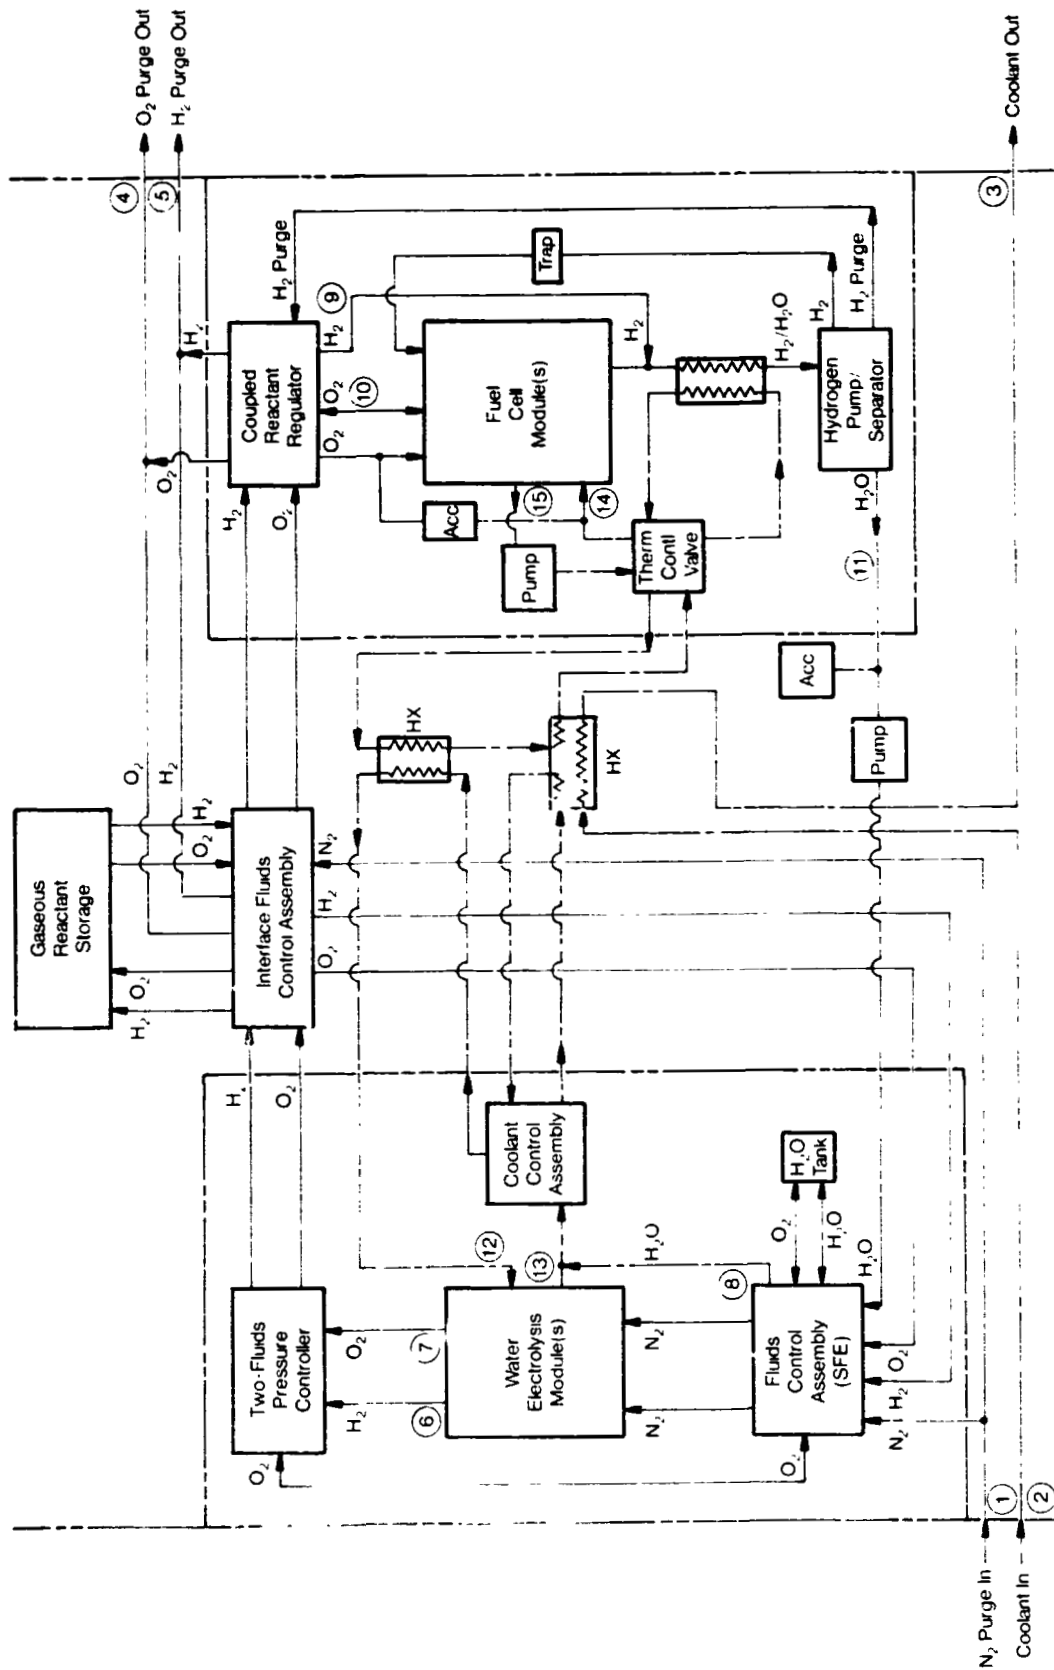 O₂ Purge Out
H₂ Purge Out
Coolant Out
4
5
3
Gaseous
Reactant
Storage
H₂
O₂
O₂
H₂
O₂
H₂
Interface Fluids
Control Assembly
N₂
H₂
O₂
H₂
O₂
H₂
O₂
O₂
H₂
Coupled
Reactant
Regulator
H₂ Purge
9
H₂
O₂
10
O₂
Trap
Fuel
Cell
Module(s)
Acc
15
14
Pump
Therm
Contl
Valve
H₂
H₂/H₂O
H₂
H₂ Purge
Hydrogen
Pump/
Separator
H₂O
11
Acc
Pump
HX
HX
Two-Fluids
Pressure
Controller
O₂
H₂
O₂
6
7
Water
Electrolysis
Module(s)
12
13
Coolant
Control
Assembly
N₂
N₂
H₂O
8
Fluids
Control
Assembly
(SFE)
O₂
H₂O
H₂O
Tank
O₂
N₂
H₂
O₂
H₂O
N₂ Purge In
1
Coolant In
2